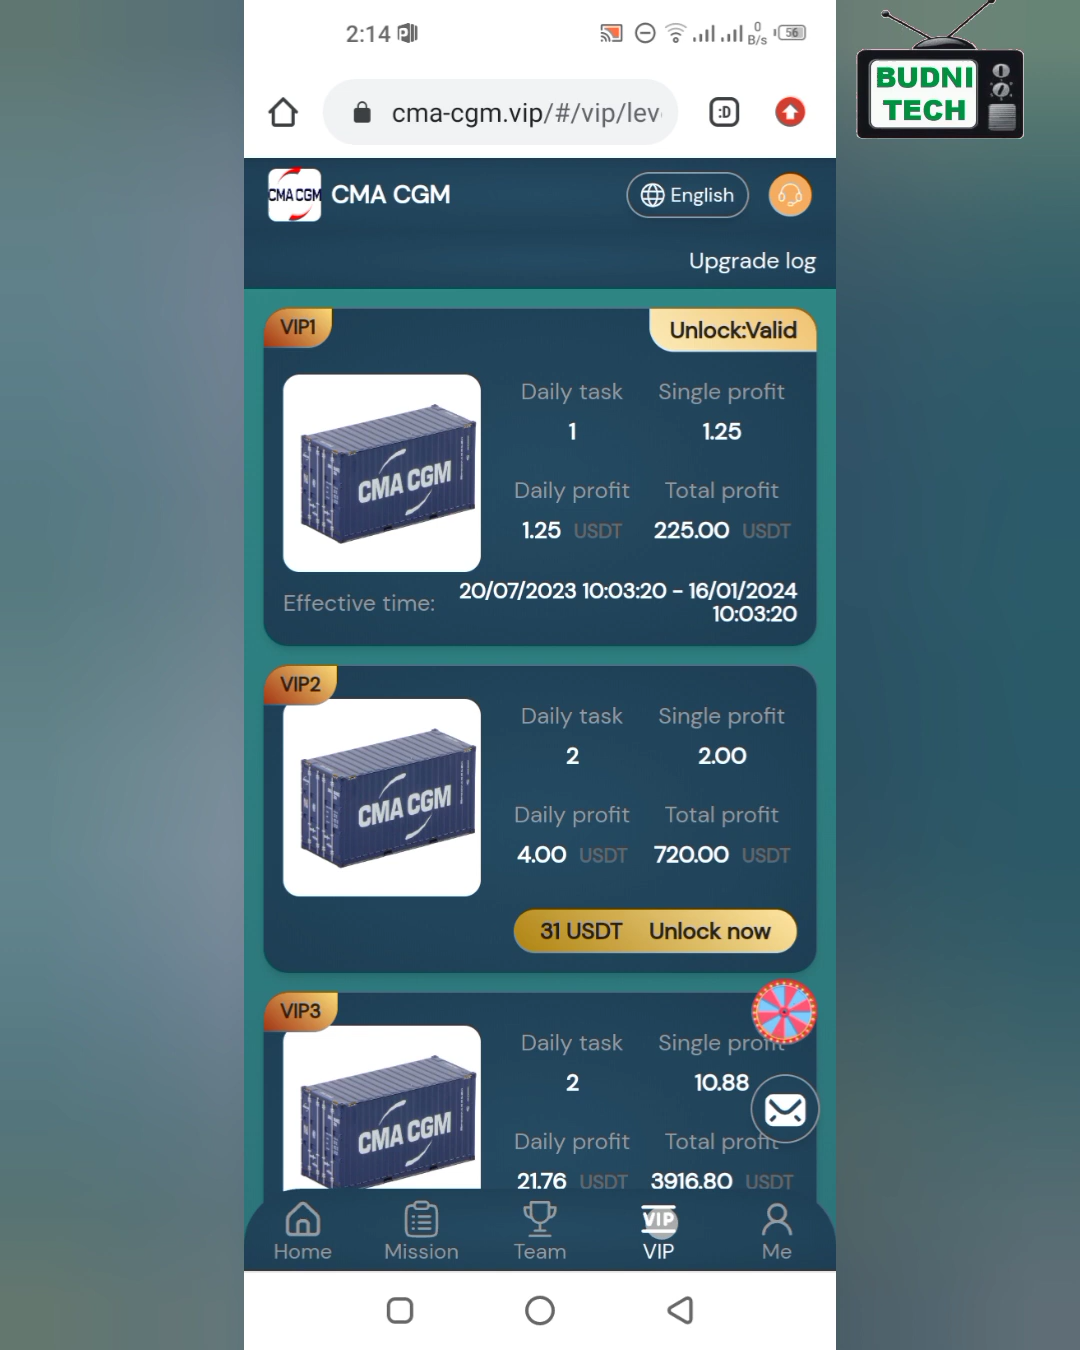 2:14
0
B/s
56
BUDNI
TECH
cma-cgm.vip/#/vip/lev
:D
CMA CGM
CMA CGM
English
Upgrade log
VIP1
Unlock:Valid
Daily task
Single profit
1
1.25
CMA CGM
Daily profit
Total profit
1.25 USDT
225.00 USDT
Effective time:
20/07/2023 10:03:20 - 16/01/2024
10:03:20
VIP2
Daily task
Single profit
2
2.00
CMA CGM
Daily profit
Total profit
4.00 USDT
720.00 USDT
31 USDT Unlock now
VIP3
Daily task
Single profit
2
10.88
CMA CGM
Daily profit
Total profit
21.76 USDT
3916.80 USDT
VIP
Home
Mission
Team
VIP
Me